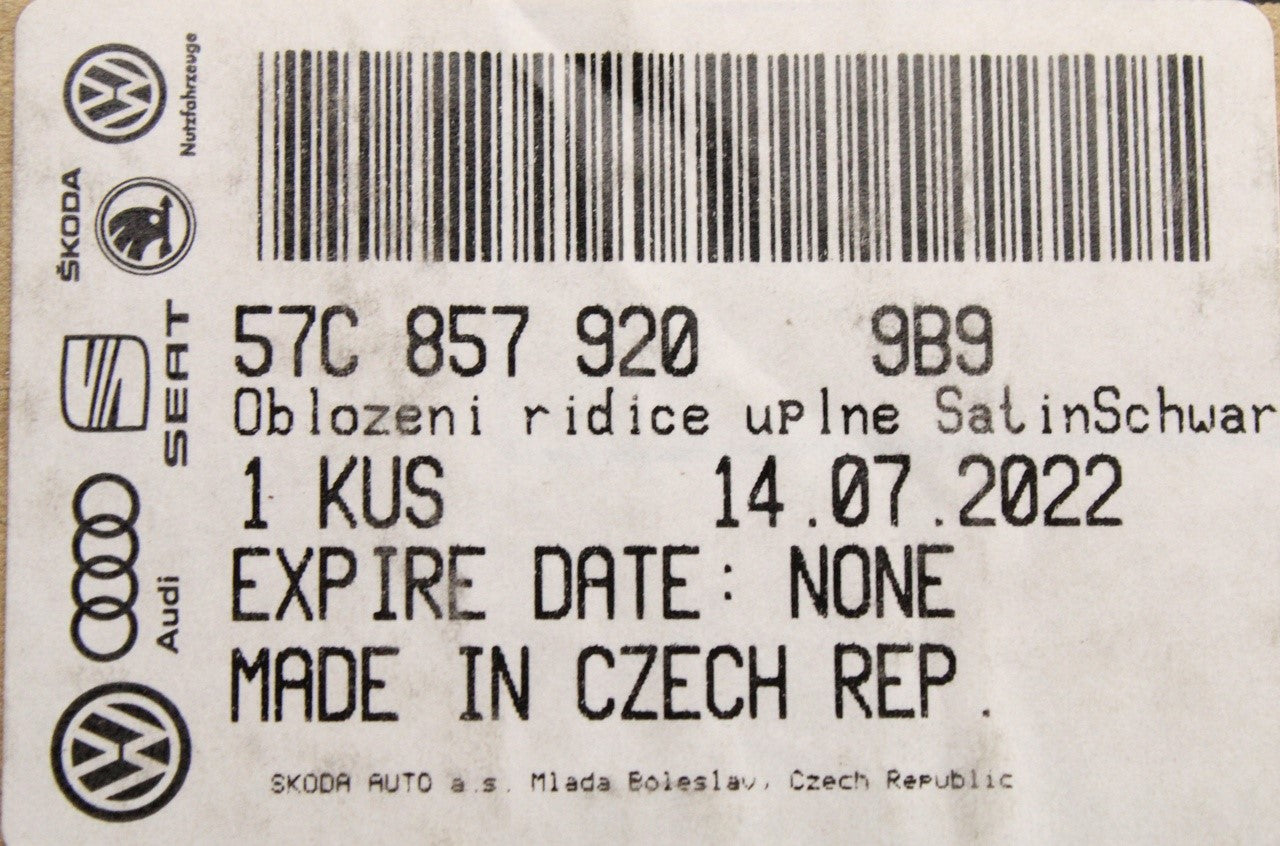 57C 857 920 9B9
Oblozeni ridice uplne SatinSchwar
1 KUS 14.07.2022
EXPIRE DATE: NONE
MADE IN CZECH REP.
SKODA AUTO a.s. Mlada Boleslav, Czech Republic
Nutzfahrzeuge
ŠKODA
SEAT
Audi